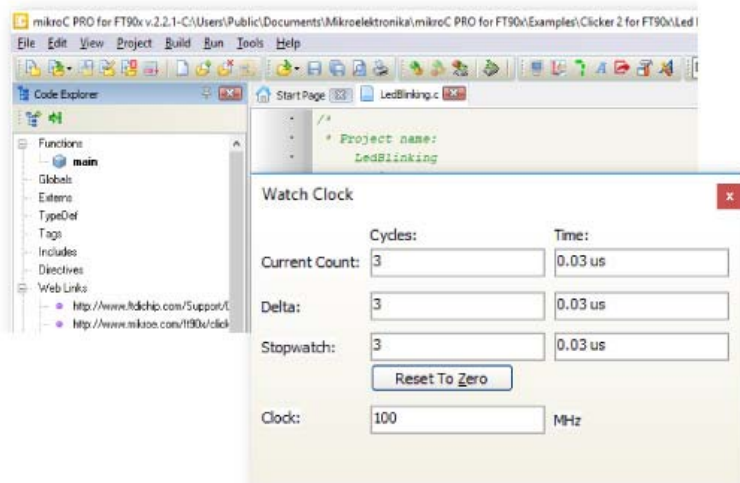 mikroC PRO for FT90x v.2.2.1-C:\Users\Public\Documents\Mikroelektronika\mikroC PRO for FT90x\Examples\Clicker 2 for FT90x\Led
File Edit View Project Build Run Tools Help
Code Explorer
Start Page LedBlinking.c
/*
* Project name:
LedBlinking
Functions
main
Globals
Externs
TypeDef
Tags
Includes
Directives
Web Links
http://www.ftdichip.com/Support/
http://www.mikroe.com/ft90x/click
Watch Clock
x
Cycles: Time:
Current Count: 3 0.03 us
Delta: 3 0.03 us
Stopwatch: 3 0.03 us
Reset To Zero
Clock: 100 MHz